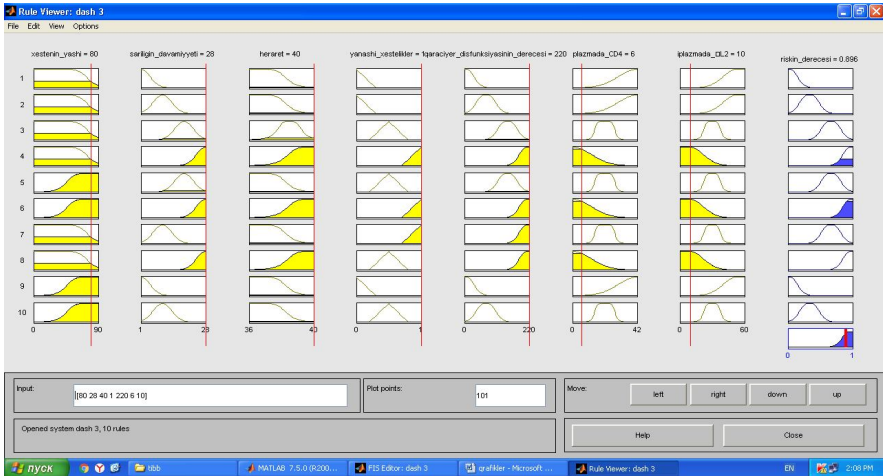 Rule Viewer: dash 3
File Edit View Options
xestenin_yashi = 80 sariligin_davamiyyeti = 28 heraret = 40 yanashi_xestelikler = 1 qaraciyer_disfunksiyasinin_derecesi = 220 plazmada_CD4 = 6 iplazmada_□L2 = 10 riskin_derecesi = 0.896
1
2
3
4
5
6
7
8
9
10
0 90 1 28 36 40 0 1 0 220 0 42 0 60
0 1
Input: [80 28 40 1 220 6 10] Plot points: 101 Move: left right down up
Opened system dash 3, 10 rules Help Close
пуск tibb MATLAB 7.5.0 (R200... FIS Editor: dash 3 qrafikler - Microsoft ... Rule Viewer: dash 3 EN 2:08 PM